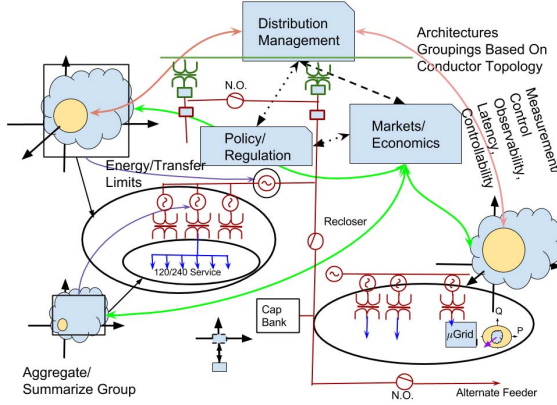 Distribution
Management
Architectures
Groupings Based On
Conductor Topology
N.O.
Policy/
Regulation
Markets/
Economics
Measurement
Control
Observability,
Latency,
Controllability
Energy/Transfer
Limits
Recloser
120/240 Service
Cap
Bank
μGrid
Q
P
Aggregate/
Summarize Group
N.O.
Alternate Feeder